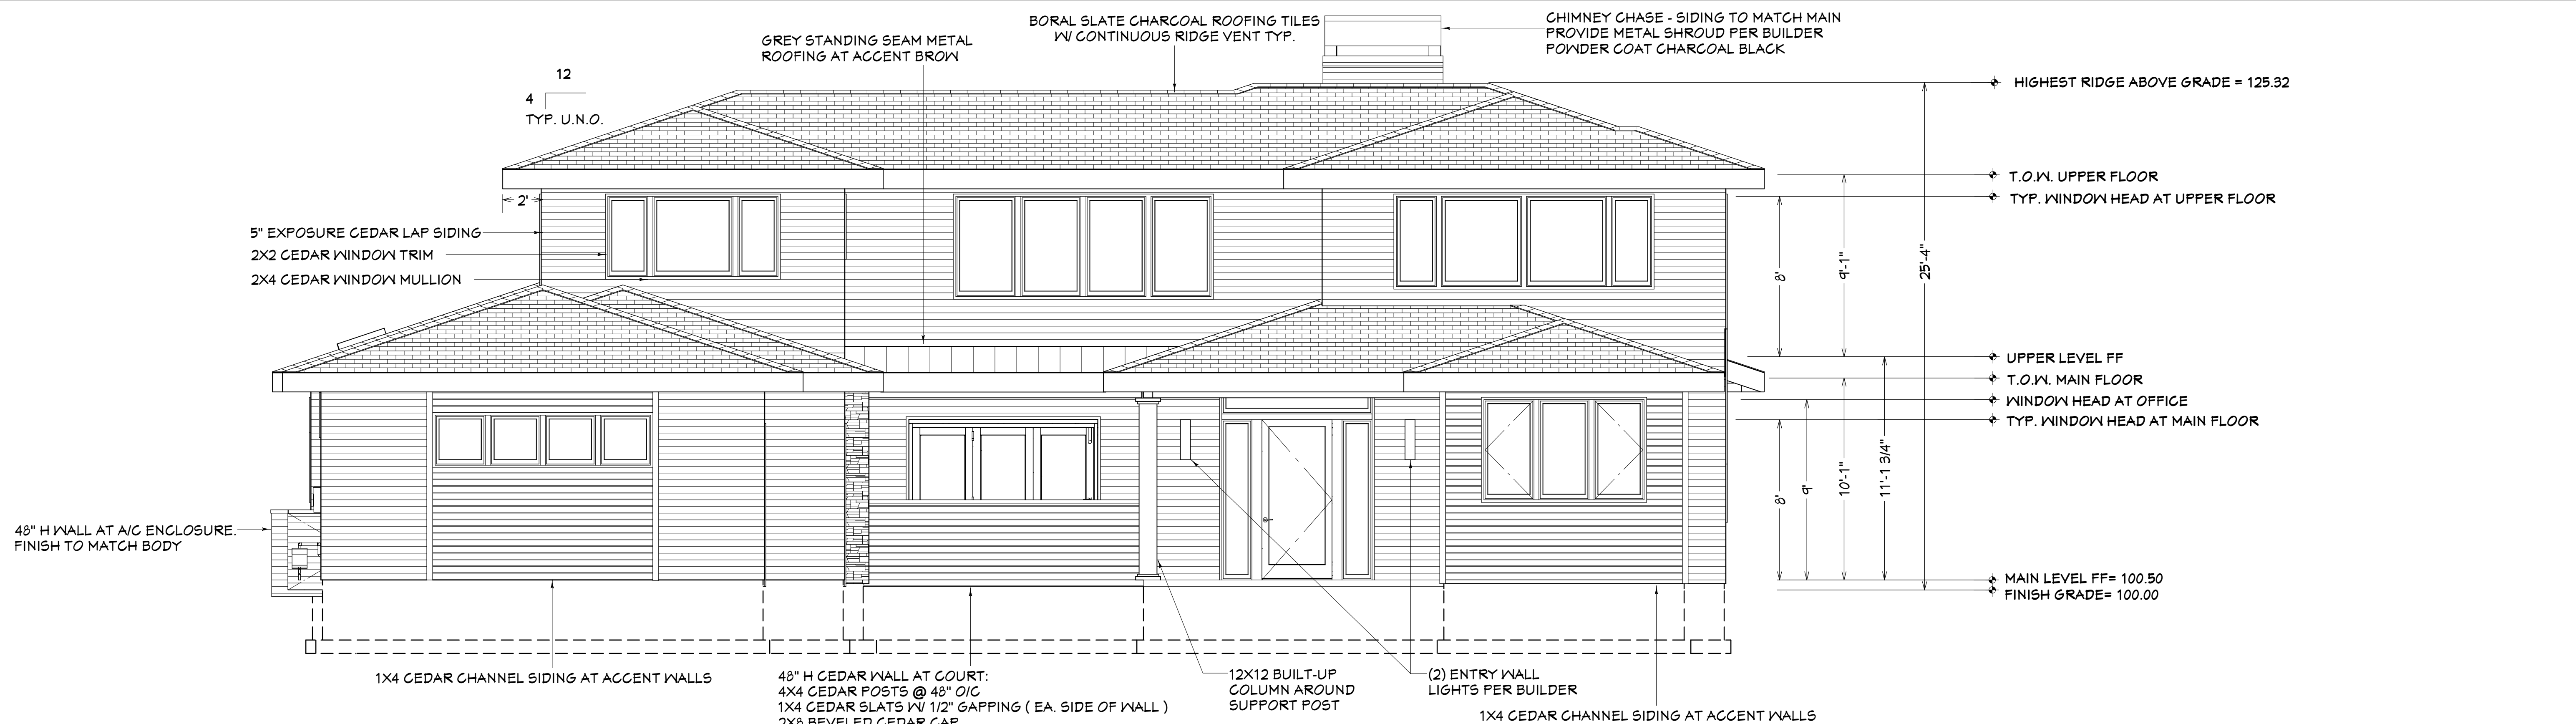 BORAL SLATE CHARCOAL ROOFING TILES
W/ CONTINUOUS RIDGE VENT TYP.
CHIMNEY CHASE - SIDING TO MATCH MAIN
PROVIDE METAL SHROUD PER BUILDER
POWDER COAT CHARCOAL BLACK
GREY STANDING SEAM METAL
ROOFING AT ACCENT BROW
12
4
TYP. U.N.O.
HIGHEST RIDGE ABOVE GRADE = 125.32
T.O.W. UPPER FLOOR
TYP. WINDOW HEAD AT UPPER FLOOR
2'
5" EXPOSURE CEDAR LAP SIDING
2X2 CEDAR WINDOW TRIM
2X4 CEDAR WINDOW MULLION
8'
9'-1"
25'-4"
UPPER LEVEL FF
T.O.W. MAIN FLOOR
WINDOW HEAD AT OFFICE
TYP. WINDOW HEAD AT MAIN FLOOR
8'
9'
10'-1"
11'-1 3/4"
48" H WALL AT A/C ENCLOSURE.
FINISH TO MATCH BODY
MAIN LEVEL FF= 100.50
FINISH GRADE= 100.00
1X4 CEDAR CHANNEL SIDING AT ACCENT WALLS
48" H CEDAR WALL AT COURT:
4X4 CEDAR POSTS @ 48" O/C
1X4 CEDAR SLATS W/ 1/2" GAPPING ( EA. SIDE OF WALL )
2X8 BEVELED CEDAR CAP
12X12 BUILT-UP
COLUMN AROUND
SUPPORT POST
(2) ENTRY WALL
LIGHTS PER BUILDER
1X4 CEDAR CHANNEL SIDING AT ACCENT WALLS